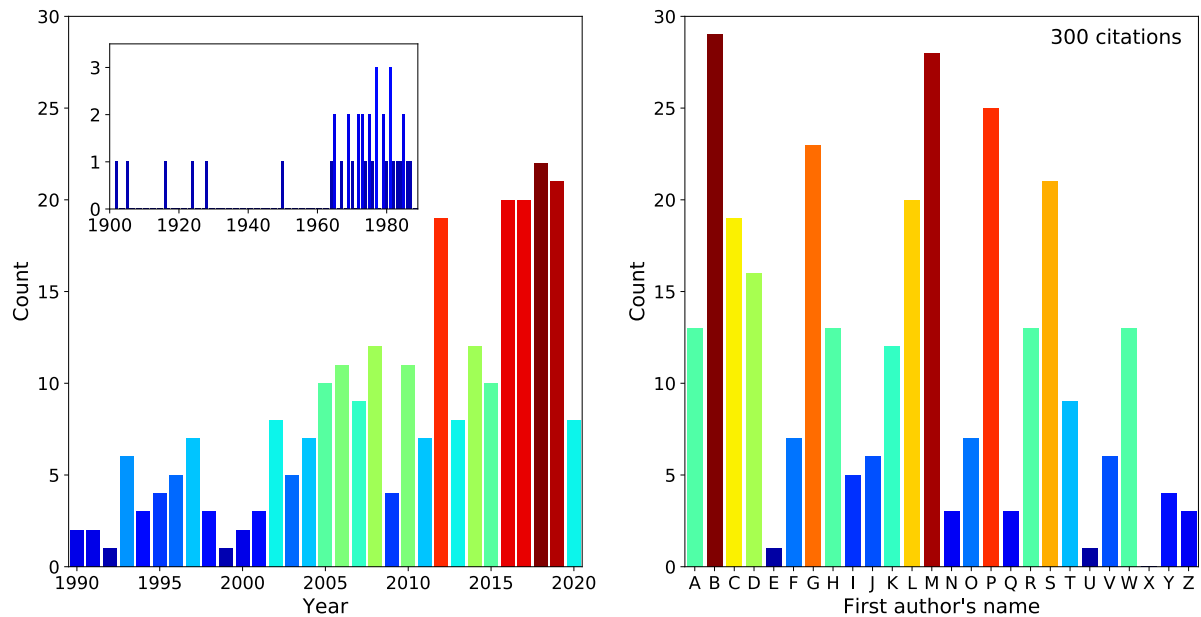 30
25
20
15
10
5
0
Count
3
2
1
0
1900 1920 1940 1960 1980
1990 1995 2000 2005 2010 2015 2020
Year
300 citations
30
25
20
15
10
5
0
Count
A B C D E F G H I J K L M N O P Q R S T U V W X Y Z
First author's name